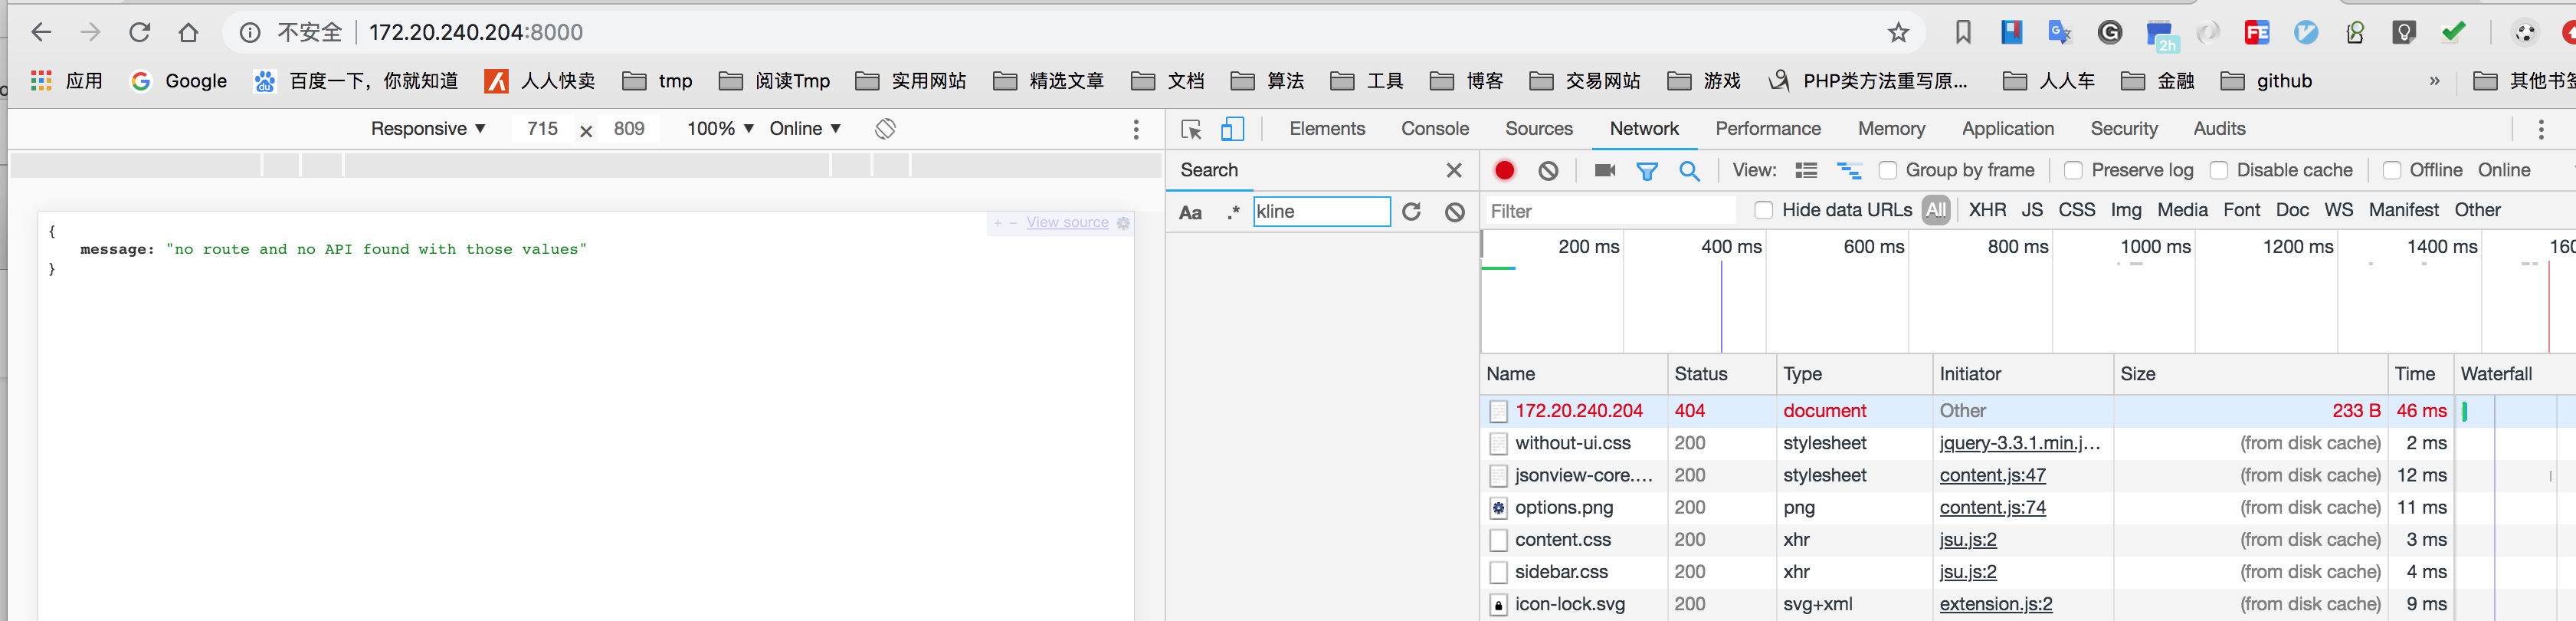 不安全 172.20.240.204:8000
2h
应用 Google 百度一下，你就知道 人人快卖 tmp 阅读Tmp 实用网站 精选文章 文档 算法 工具 博客 交易网站 游戏 PHP类方法重写原... 人人车 金融 github » 其他书签
Responsive ▼ 715 × 809 100% ▼ Online ▼
Elements Console Sources Network Performance Memory Application Security Audits
Search
View: Group by frame Preserve log Disable cache Offline Online
Aa .* kline
Filter Hide data URLs All XHR JS CSS Img Media Font Doc WS Manifest Other
+ - View source
{
message: "no route and no API found with those values"
}
200 ms 400 ms 600 ms 800 ms 1000 ms 1200 ms 1400 ms 160
Name Status Type Initiator Size Time Waterfall
172.20.240.204 404 document Other 233 B 46 ms
without-ui.css 200 stylesheet jquery-3.3.1.min.j... (from disk cache) 2 ms
jsonview-core.... 200 stylesheet content.js:47 (from disk cache) 12 ms
options.png 200 png content.js:74 (from disk cache) 11 ms
content.css 200 xhr jsu.js:2 (from disk cache) 3 ms
sidebar.css 200 xhr jsu.js:2 (from disk cache) 4 ms
icon-lock.svg 200 svg+xml extension.js:2 (from disk cache) 9 ms